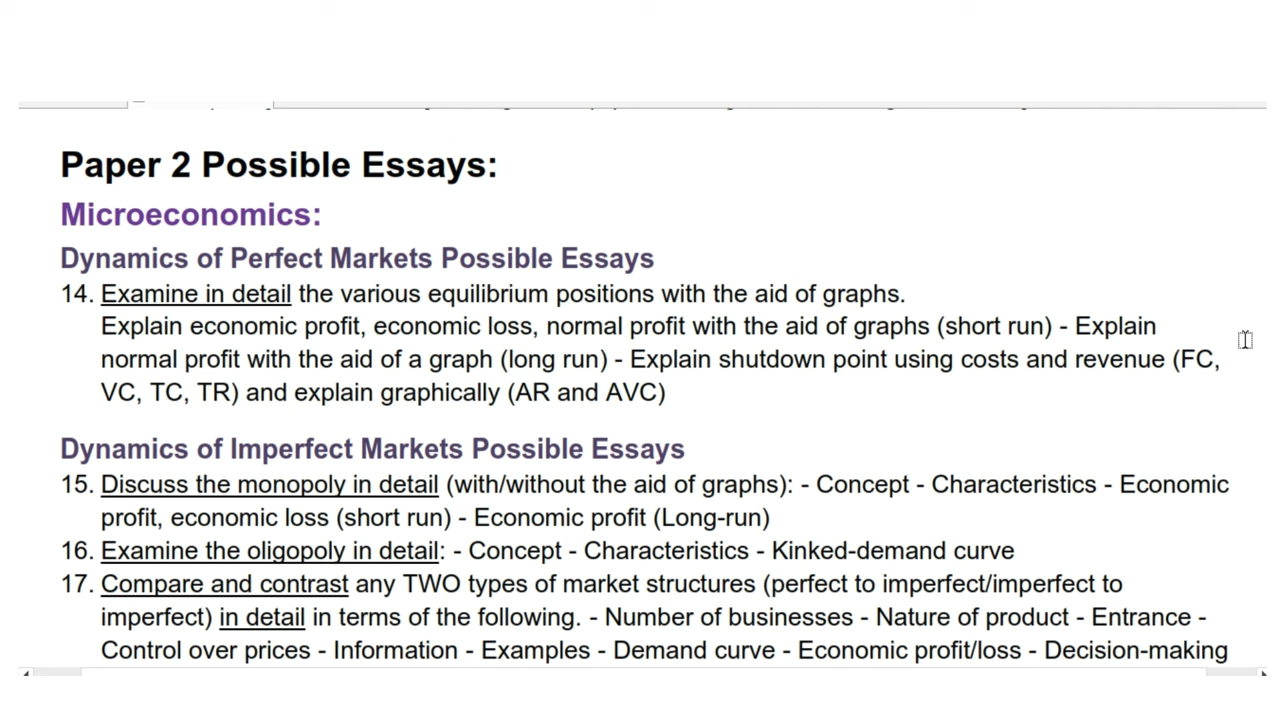 Paper 2 Possible Essays:
Microeconomics:
Dynamics of Perfect Markets Possible Essays
14. Examine in detail the various equilibrium positions with the aid of graphs.
Explain economic profit, economic loss, normal profit with the aid of graphs (short run) - Explain
normal profit with the aid of a graph (long run) - Explain shutdown point using costs and revenue (FC,
VC, TC, TR) and explain graphically (AR and AVC)
Dynamics of Imperfect Markets Possible Essays
15. Discuss the monopoly in detail (with/without the aid of graphs): - Concept - Characteristics - Economic
profit, economic loss (short run) - Economic profit (Long-run)
16. Examine the oligopoly in detail: - Concept - Characteristics - Kinked-demand curve
17. Compare and contrast any TWO types of market structures (perfect to imperfect/imperfect to
imperfect) in detail in terms of the following. - Number of businesses - Nature of product - Entrance -
Control over prices - Information - Examples - Demand curve - Economic profit/loss - Decision-making